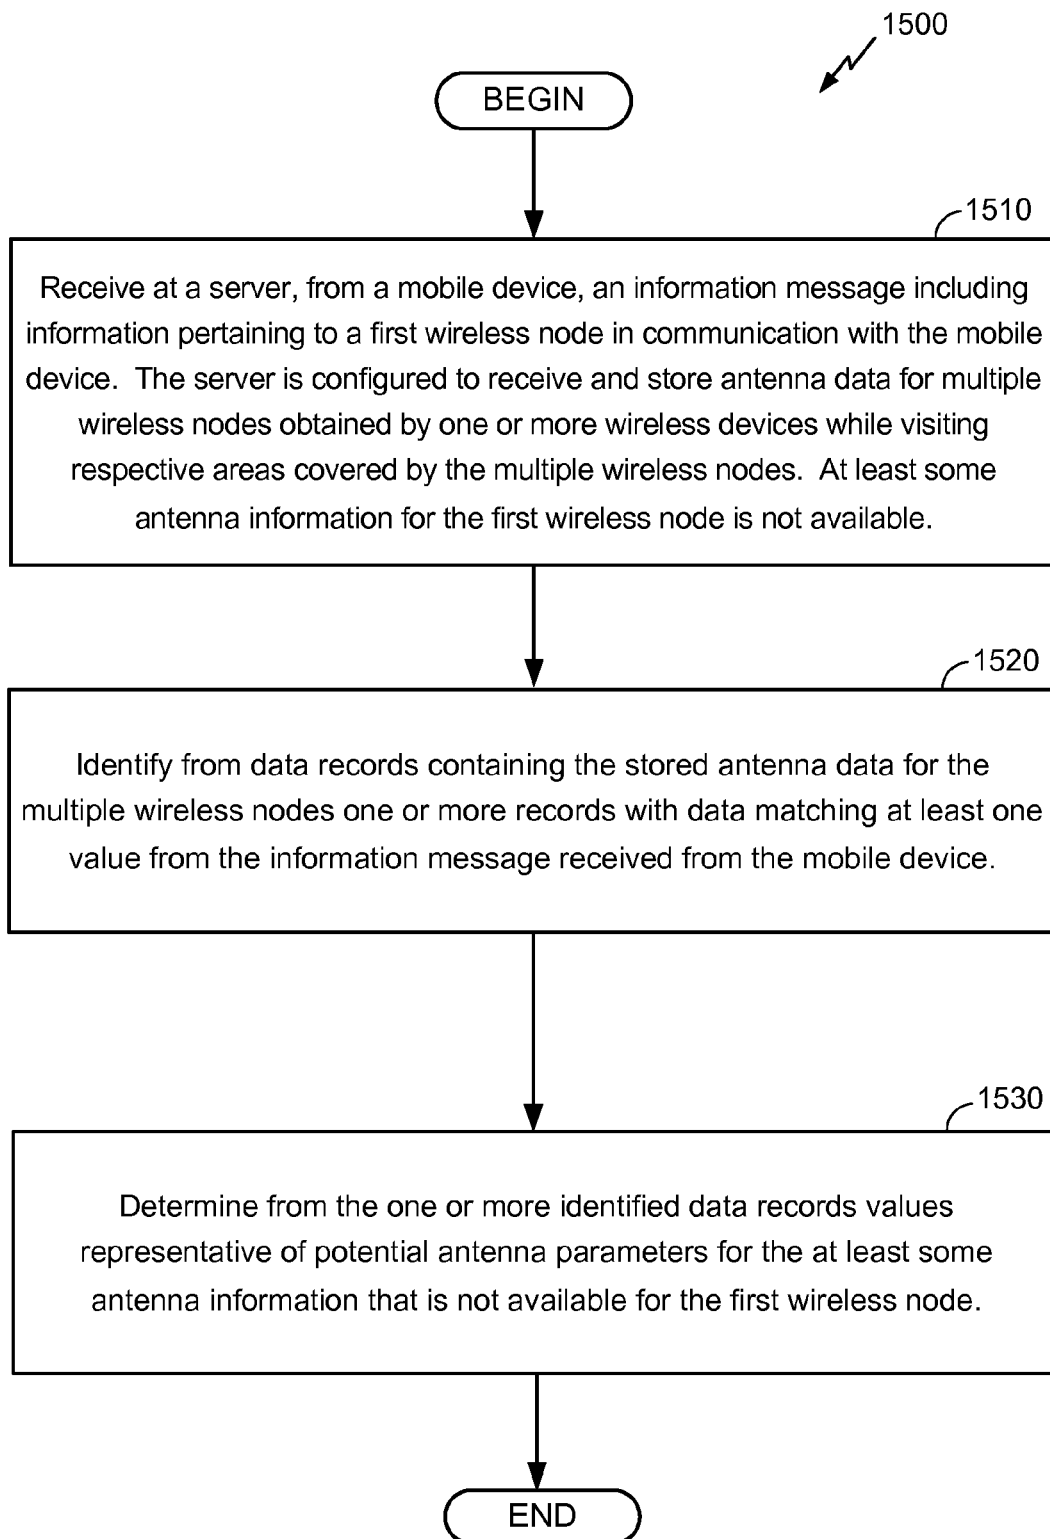 1500
BEGIN
1510
Receive at a server, from a mobile device, an information message including
information pertaining to a first wireless node in communication with the mobile
device.  The server is configured to receive and store antenna data for multiple
wireless nodes obtained by one or more wireless devices while visiting
respective areas covered by the multiple wireless nodes.  At least some
antenna information for the first wireless node is not available.
1520
Identify from data records containing the stored antenna data for the
multiple wireless nodes one or more records with data matching at least one
value from the information message received from the mobile device.
1530
Determine from the one or more identified data records values
representative of potential antenna parameters for the at least some
antenna information that is not available for the first wireless node.
END